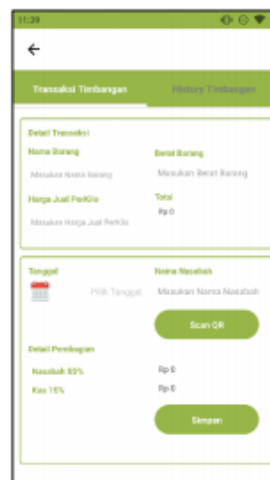 11:39
Transaksi Timbangan
History Timbangan
Detail Transaksi
Nama Barang
Berat Barang
Masukan Nama Barang
Masukan Berat Barang
Harga Jual PerKilo
Total
Rp 0
Masukan Harga Jual PerKilo
Tanggal
Nama Nasabah
Pilih Tanggal
Masukan Nama Nasabah
Scan QR
Detail Pembagian
Nasabah 85%
Rp 0
Kas 15%
Rp 0
Simpan